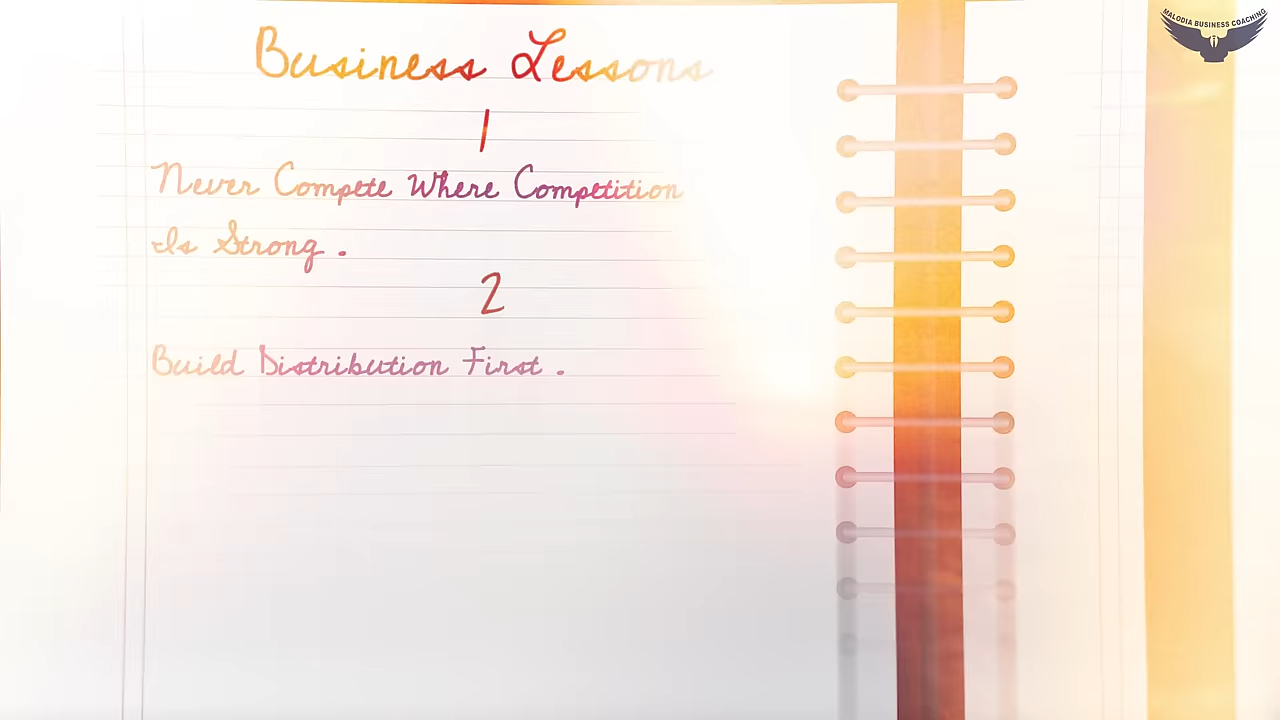 MALODIA BUSINESS COACHING
Business Lessons
1
Never Compete Where Competition
Is Strong .
2
Build Distribution First .